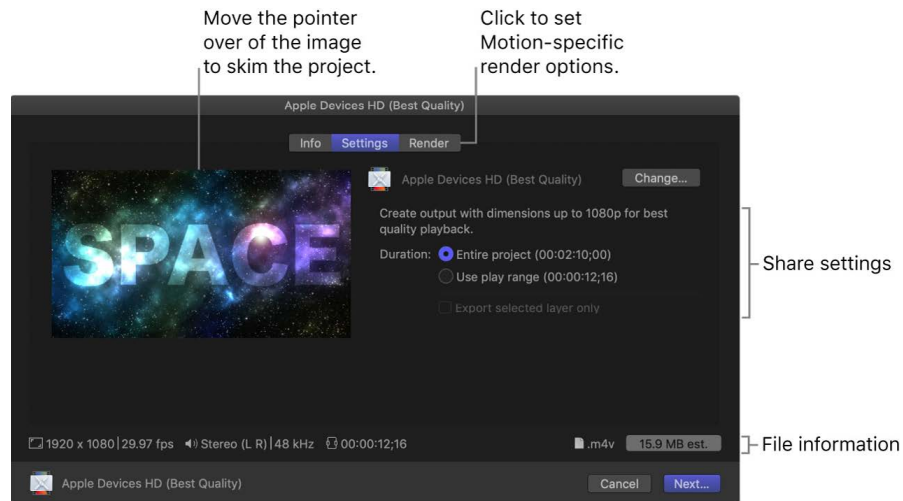 Move the pointer
over of the image
to skim the project.
Click to set
Motion-specific
render options.
Apple Devices HD (Best Quality)
Info Settings Render
SPACE
Apple Devices HD (Best Quality) Change...
Create output with dimensions up to 1080p for best
quality playback.
Duration: Entire project (00:02:10;00)
Use play range (00:00:12;16)
Export selected layer only
Share settings
1920 x 1080 | 29.97 fps Stereo (L R) | 48 kHz 00:00:12;16 .m4v 15.9 MB est.
File information
Apple Devices HD (Best Quality) Cancel Next...